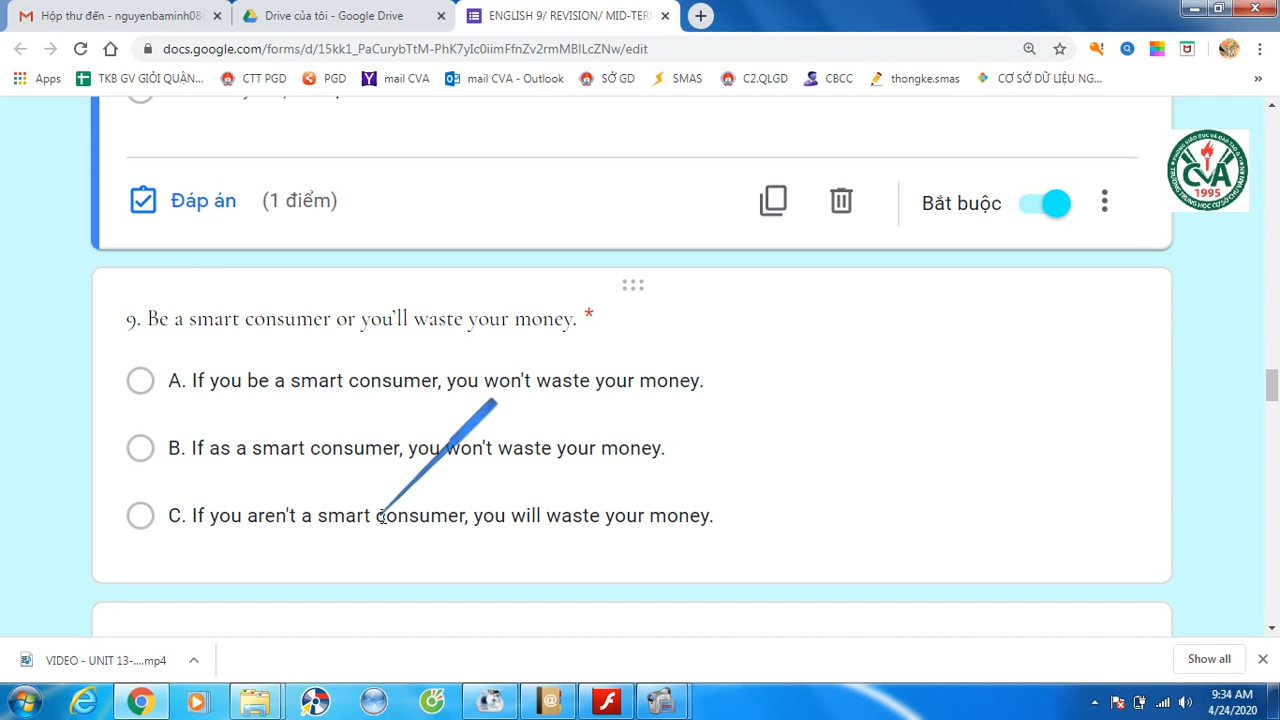 Hộp thư đến - nguyenbaminh08
Drive của tôi - Google Drive
ENGLISH 9/ REVISION/ MID-TER
docs.google.com/forms/d/15kk1_PaCurybTtM-PhK7yIc0ltnFfnZv2rmMBlLcZNw/edit
Apps
TKB GV GIỎI QUẬN...
CTT PGD
PGD
mail CVA
mail CVA - Outlook
SỞ GD
SMAS
C2.QLGD
CBCC
thongke.smas
CƠ SỞ DỮ LIỆU NG...
»
CVA
1995
Đáp án (1 điểm)
Bắt buộc
9. Be a smart consumer or you'll waste your money. *
A. If you be a smart consumer, you won't waste your money.
B. If as a smart consumer, you won't waste your money.
C. If you aren't a smart consumer, you will waste your money.
VIDEO - UNIT 13-....mp4
Show all
9:34 AM
4/24/2020